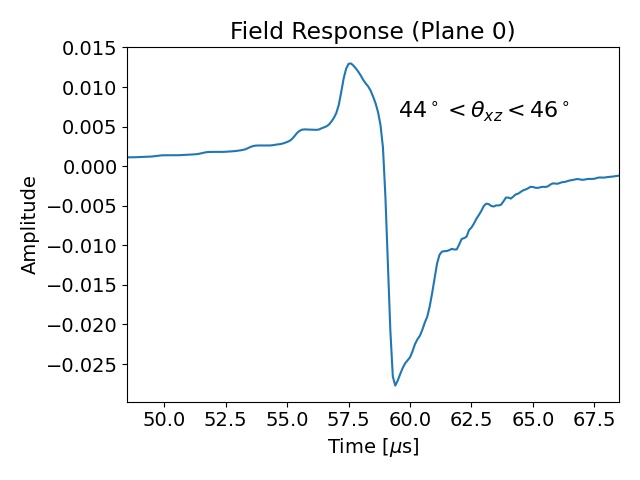 Field Response (Plane 0)
0.015
0.010
0.005
0.000
−0.005
−0.010
−0.015
−0.020
−0.025
Amplitude
44° < θxz < 46°
50.0 52.5 55.0 57.5 60.0 62.5 65.0 67.5
Time [μs]